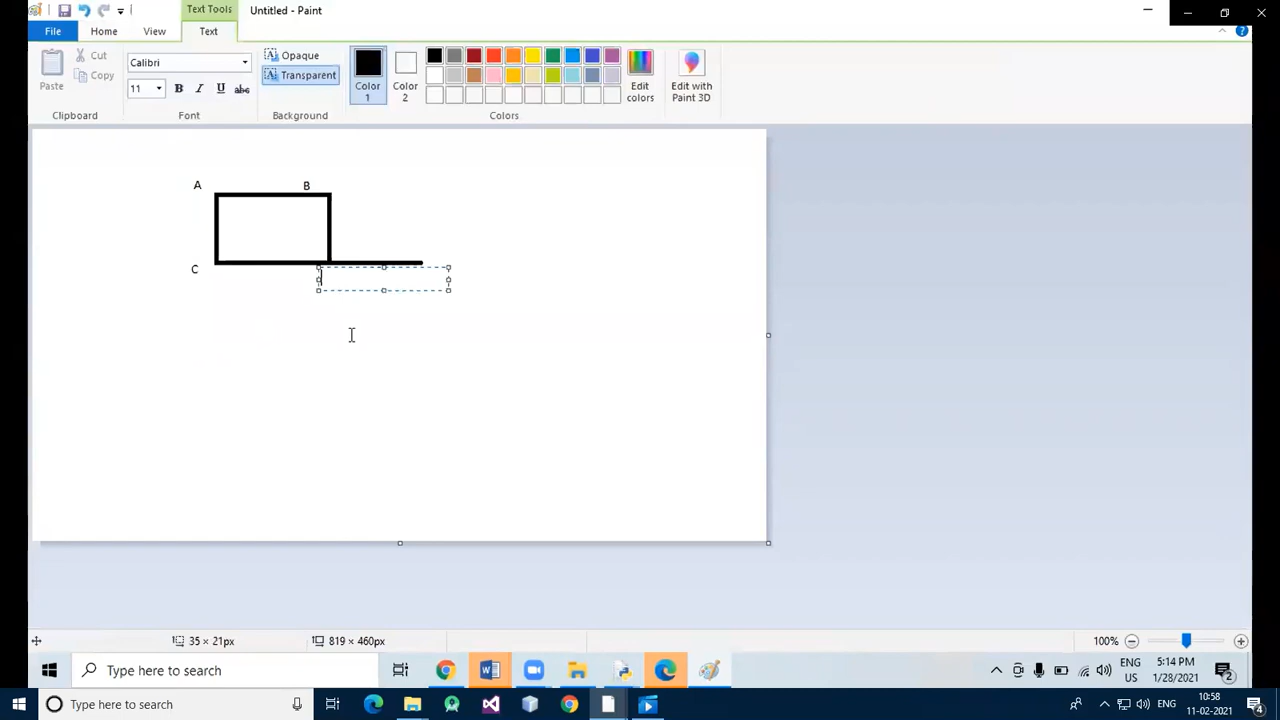 Text Tools
Untitled - Paint
File
Home
View
Text
Paste
Cut
Copy
Clipboard
Calibri
11
B
I
U
abc
Font
Opaque
Transparent
Background
Color
1
Color
2
Edit
colors
Edit with
Paint 3D
Colors
A
B
C
35 × 21px
819 × 460px
100%
Type here to search
ENG
US
5:14 PM
1/28/2021
2
Type here to search
ENG
10:58
11-02-2021
4